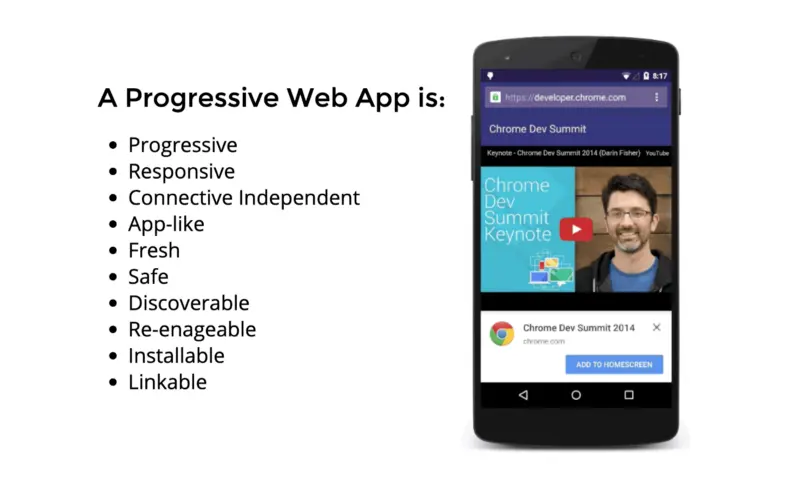 A Progressive Web App is:
Progressive
Responsive
Connective Independent
App-like
Fresh
Safe
Discoverable
Re-enageable
Installable
Linkable
8:17
https://developer.chrome.com
Chrome Dev Summit
Keynote - Chrome Dev Summit 2014 (Darin Fisher) YouTube
Chrome
Dev
Summit
Keynote
Chrome Dev Summit 2014
chrome.com
ADD TO HOMESCREEN